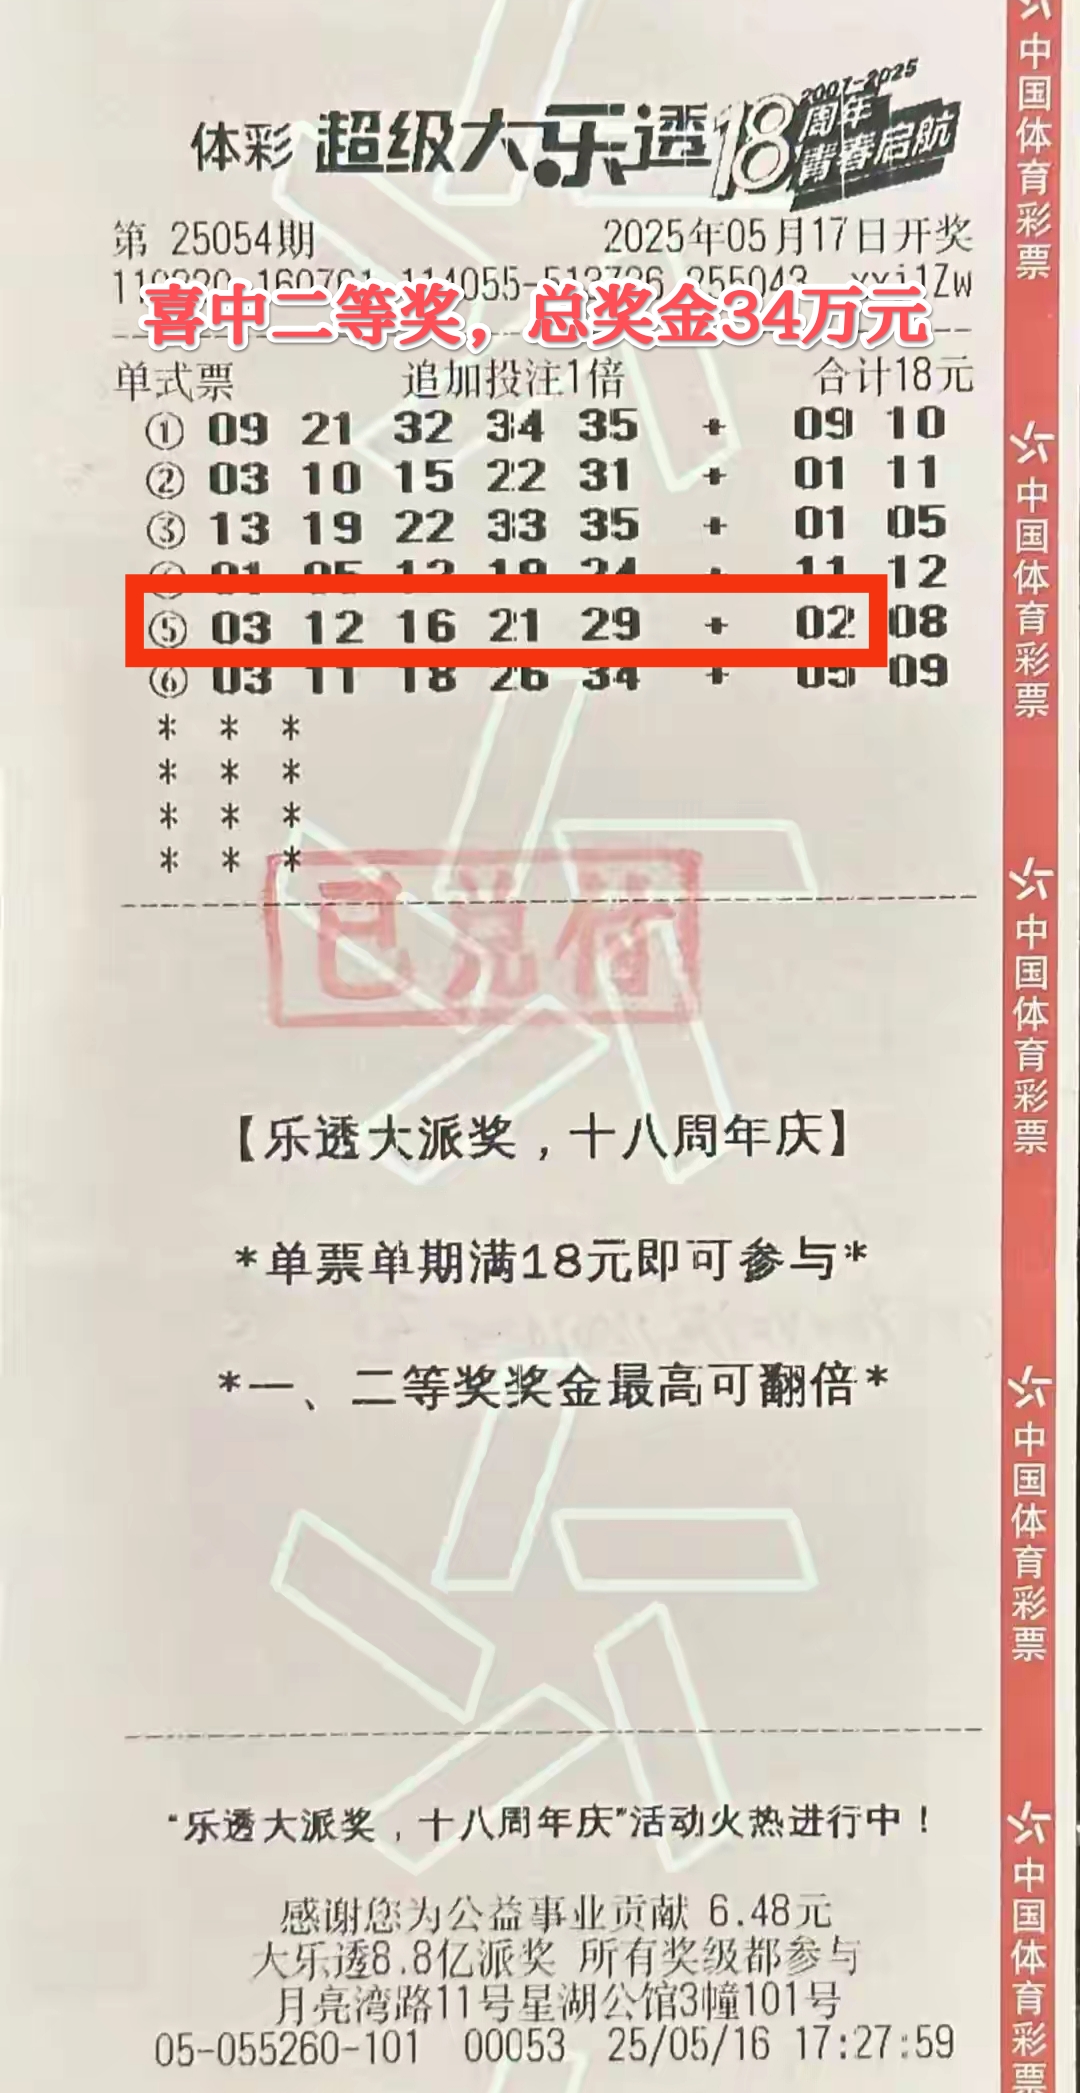 体彩 超级大乐透 18周年 2007-2025 青春启航
第 25054期 2025年05月17日开奖
喜中二等奖，总奖金34万元
单式票 追加投注1倍 合计18元
① 09 21 32 34 35 + 09 10
② 03 10 15 22 31 + 01 11
③ 13 19 22 33 35 + 01 05
12
⑤ 03 12 16 21 29 + 02 08
⑥ 03 11 18 26 34 + 05 09
* * *
* * *
* * *
* * *
已兑付
【乐透大派奖，十八周年庆】
*单票单期满18元即可参与*
*一、二等奖奖金最高可翻倍*
“乐透大派奖，十八周年庆”活动火热进行中！
感谢您为公益事业贡献 6.48元
大乐透8.8亿派奖 所有奖级都参与
月亮湾路11号星湖公馆3幢101号
05-055260-101 00053 25/05/16 17:27:59
中国体育彩票
中国体育彩票
中国体育彩票
中国体育彩票
中国体育彩票